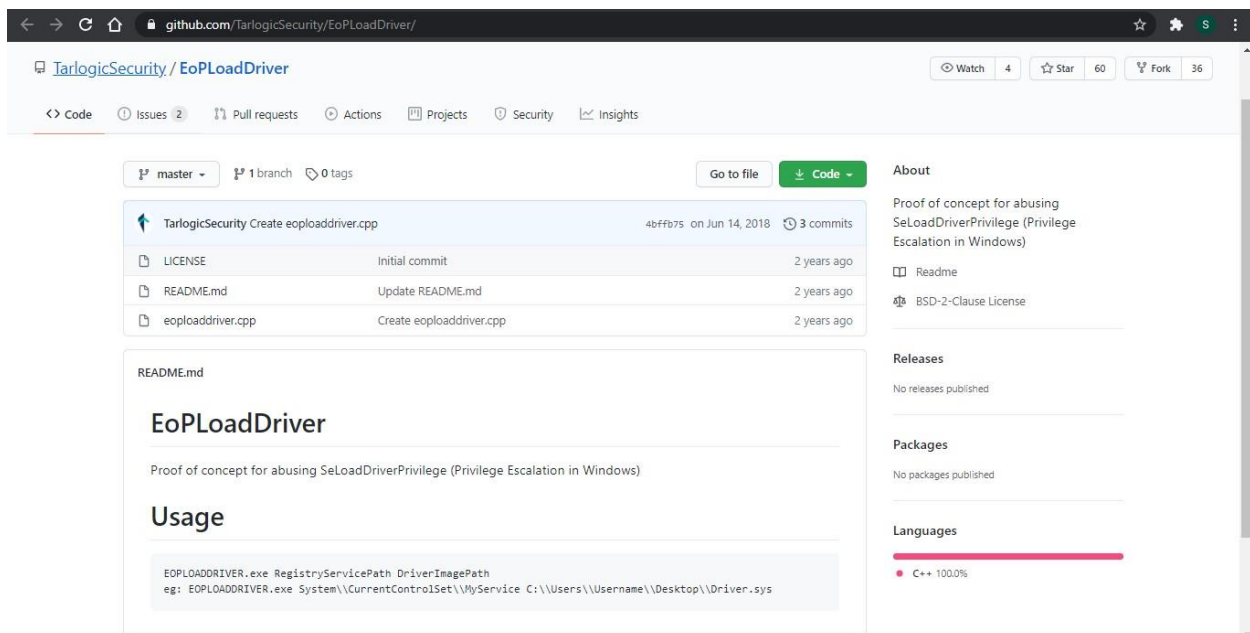 github.com/TarlogicSecurity/EoPLoadDriver/
S
TarlogicSecurity / EoPLoadDriver
Watch 4 Star 60 Fork 36
<> Code Issues 2 Pull requests Actions Projects Security Insights
master 1 branch 0 tags Go to file Code
TarlogicSecurity Create eoploaddriver.cpp 4bffb75 on Jun 14, 2018 3 commits
LICENSE Initial commit 2 years ago
README.md Update README.md 2 years ago
eoploaddriver.cpp Create eoploaddriver.cpp 2 years ago
README.md
EoPLoadDriver
Proof of concept for abusing SeLoadDriverPrivilege (Privilege Escalation in Windows)
Usage
EOPLOADDRIVER.exe RegistryServicePath DriverImagePath
eg: EOPLOADDRIVER.exe System\\CurrentControlSet\\MyService C:\\Users\\Username\\Desktop\\Driver.sys
About
Proof of concept for abusing
SeLoadDriverPrivilege (Privilege
Escalation in Windows)
Readme
BSD-2-Clause License
Releases
No releases published
Packages
No packages published
Languages
C++ 100.0%